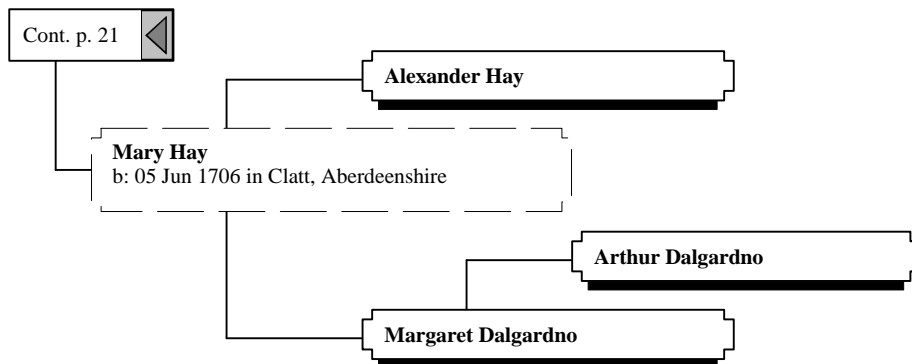 Cont. p. 21
Alexander Hay
Mary Hay
b: 05 Jun 1706 in Clatt, Aberdeenshire
Arthur Dalgardno
Margaret Dalgardno